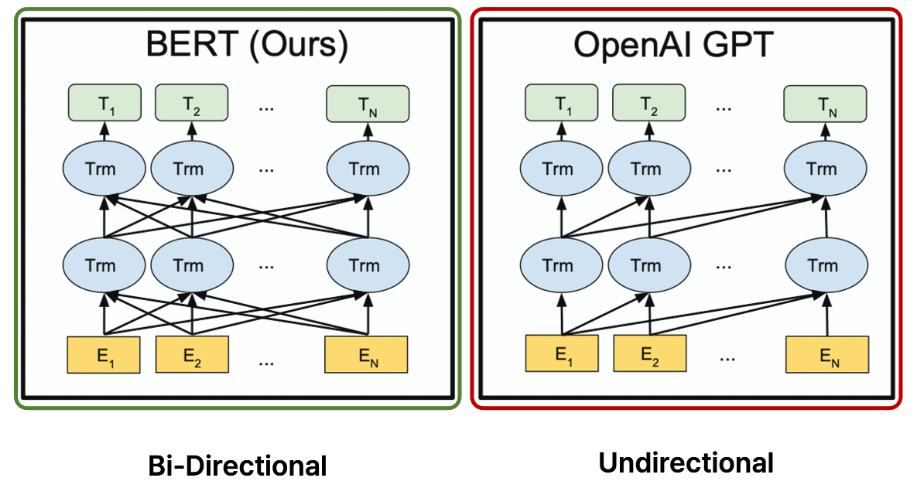 BERT (Ours)
T1 T2 ... TN
Trm Trm ... Trm
Trm Trm ... Trm
E1 E2 ... EN
Bi-Directional
OpenAI GPT
T1 T2 ... TN
Trm Trm ... Trm
Trm Trm ... Trm
E1 E2 ... EN
Undirectional